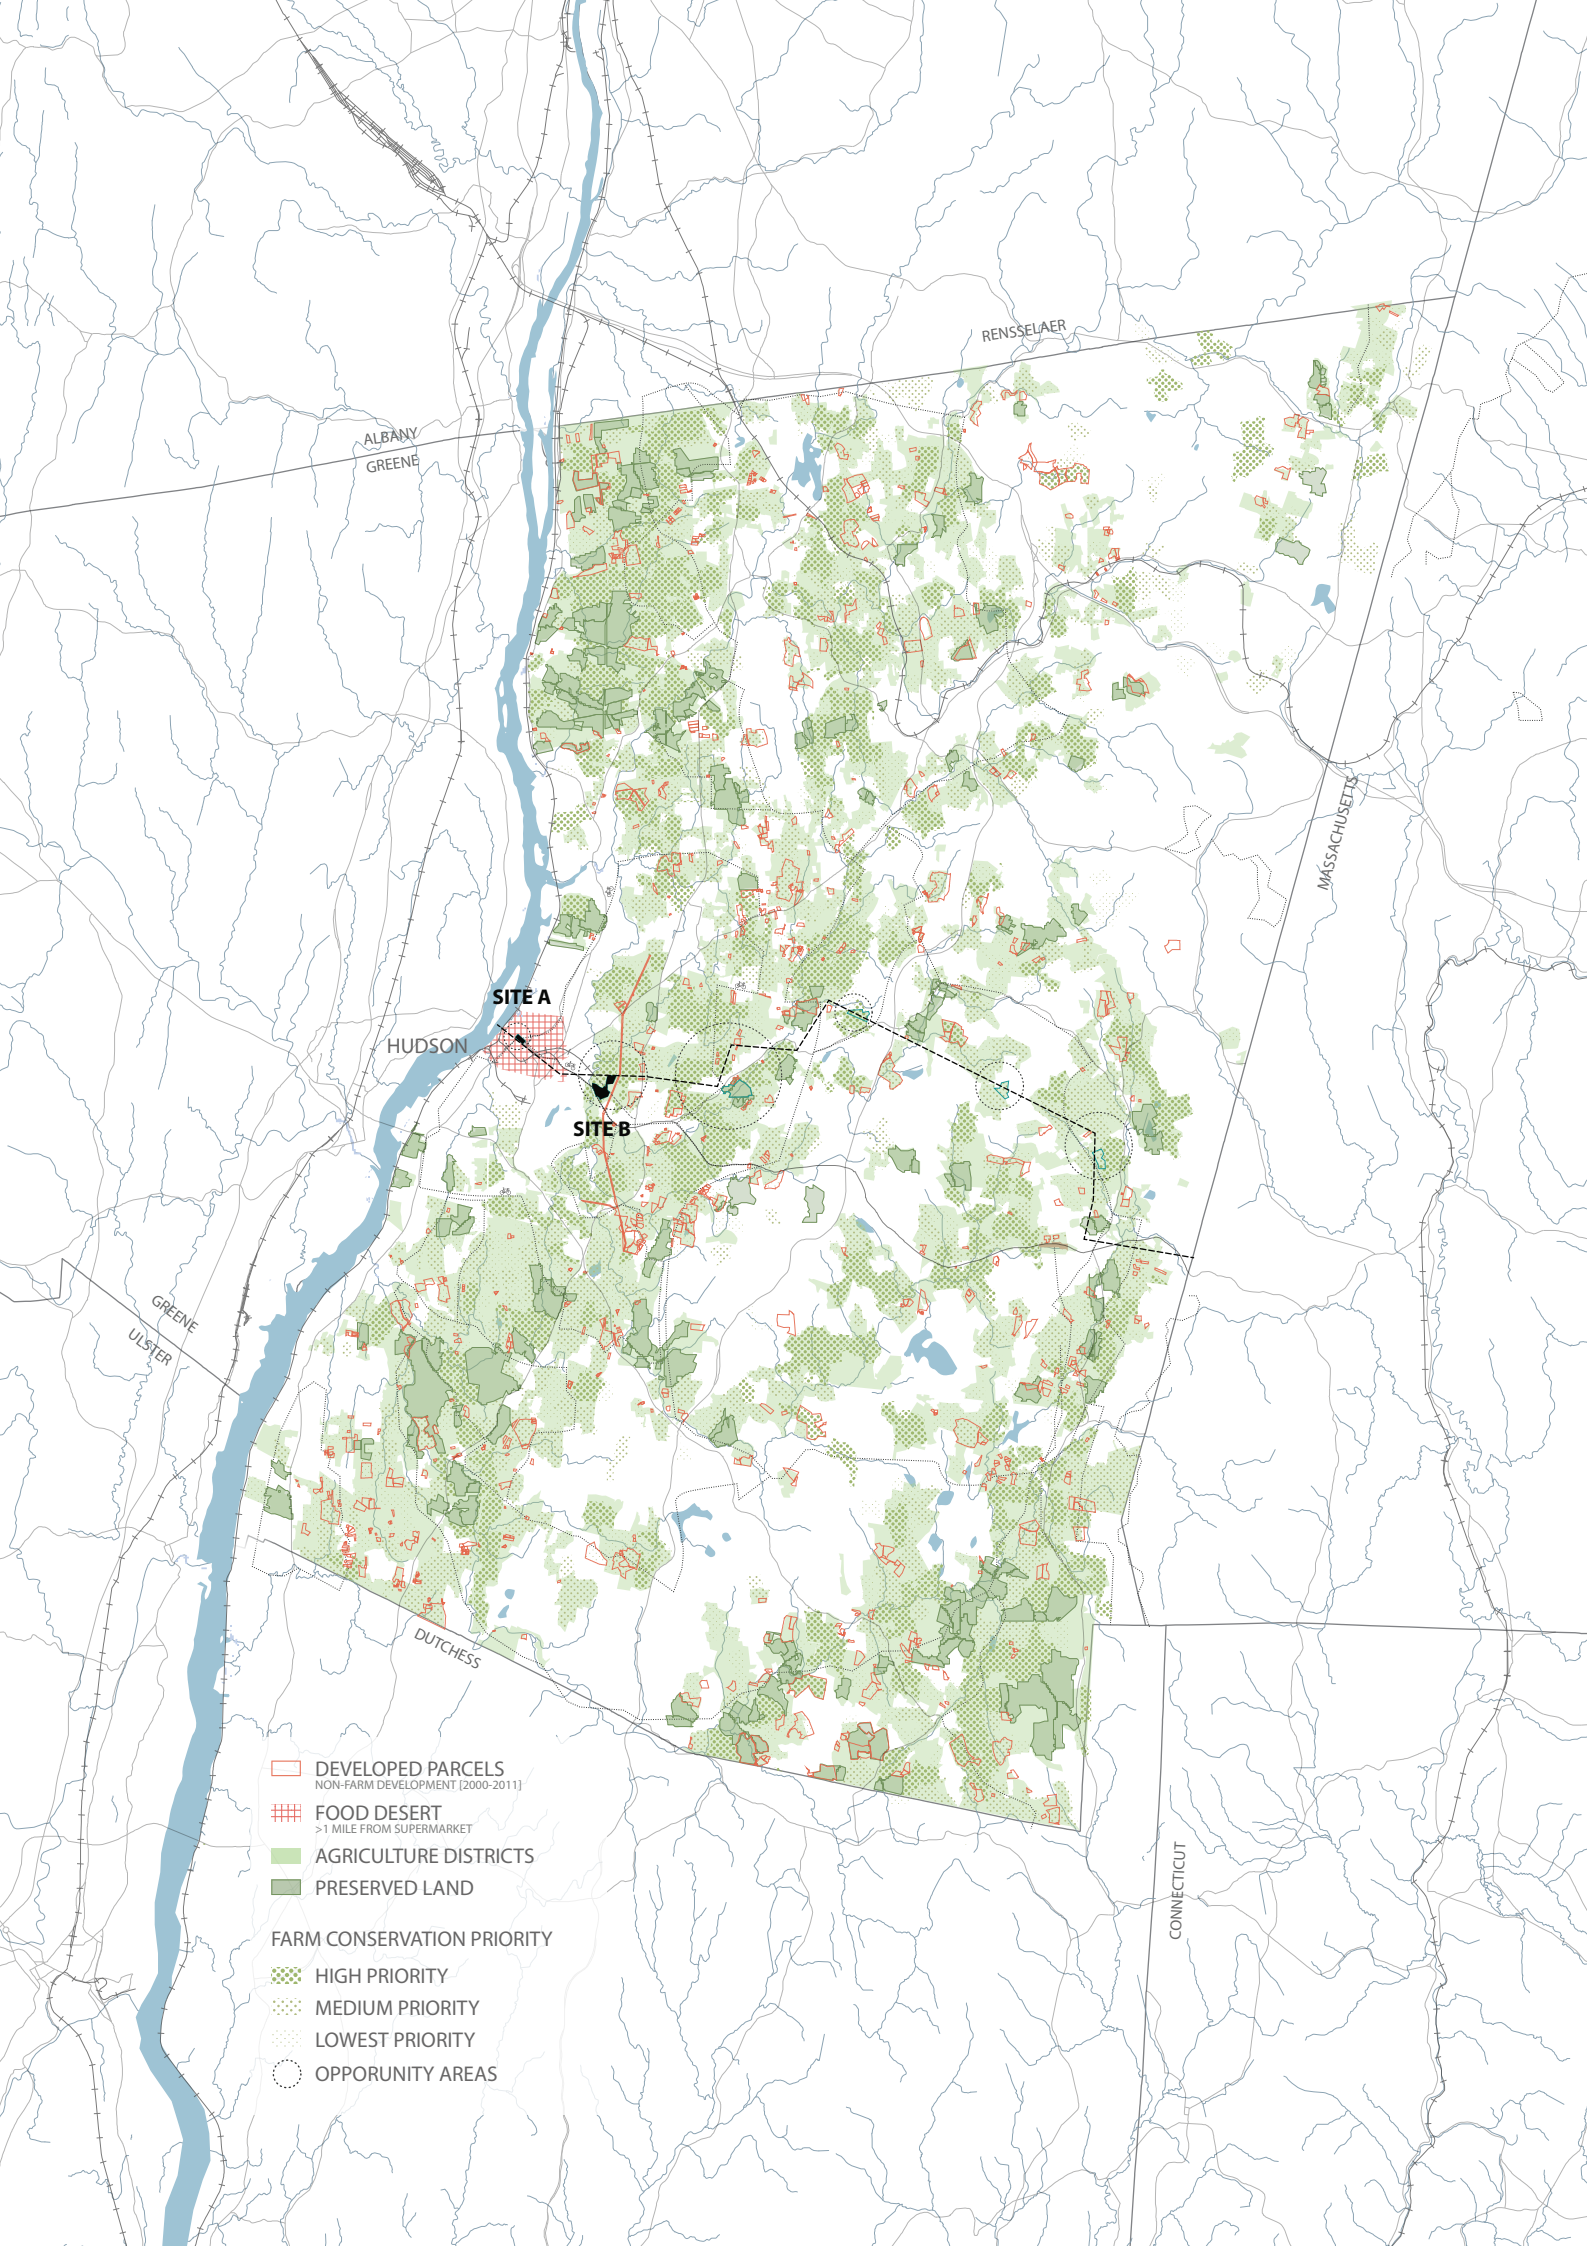 RENSSELAER
ALBANY
GREENE
MASSACHUSETTS
SITE A
HUDSON
SITE B
GREENE
ULSTER
DUTCHESS
CONNECTICUT
DEVELOPED PARCELS
NON-FARM DEVELOPMENT [2000-2011]
FOOD DESERT
>1 MILE FROM SUPERMARKET
AGRICULTURE DISTRICTS
PRESERVED LAND
FARM CONSERVATION PRIORITY
HIGH PRIORITY
MEDIUM PRIORITY
LOWEST PRIORITY
OPPORUNITY AREAS